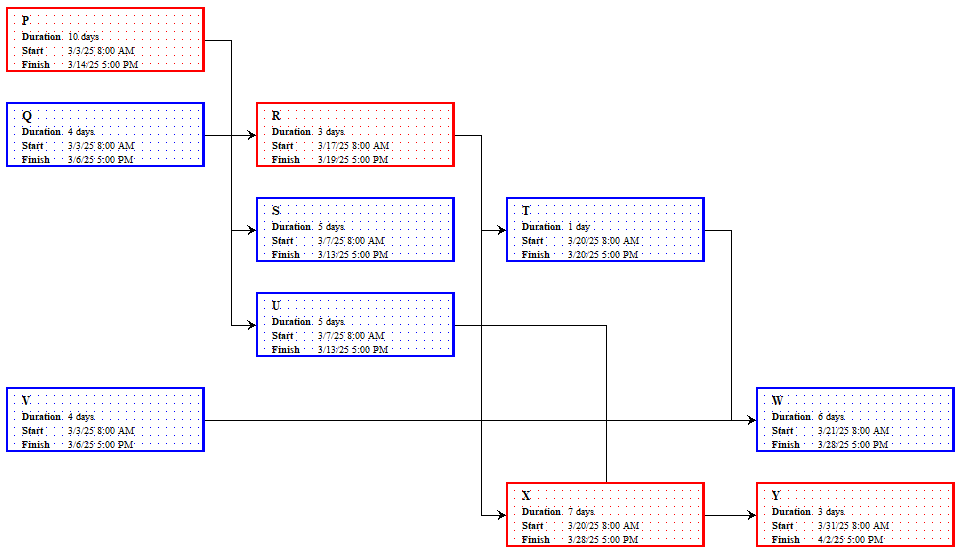 P
Duration 10 days
Start 3/3/25 8:00 AM
Finish 3/14/25 5:00 PM
Q
Duration 4 days
Start 3/3/25 8:00 AM
Finish 3/6/25 5:00 PM
R
Duration 3 days
Start 3/17/25 8:00 AM
Finish 3/19/25 5:00 PM
S
Duration 5 days
Start 3/7/25 8:00 AM
Finish 3/13/25 5:00 PM
T
Duration 1 day
Start 3/20/25 8:00 AM
Finish 3/20/25 5:00 PM
U
Duration 5 days
Start 3/7/25 8:00 AM
Finish 3/13/25 5:00 PM
V
Duration 4 days
Start 3/3/25 8:00 AM
Finish 3/6/25 5:00 PM
W
Duration 6 days
Start 3/21/25 8:00 AM
Finish 3/28/25 5:00 PM
X
Duration 7 days
Start 3/20/25 8:00 AM
Finish 3/28/25 5:00 PM
Y
Duration 3 days
Start 3/31/25 8:00 AM
Finish 4/2/25 5:00 PM